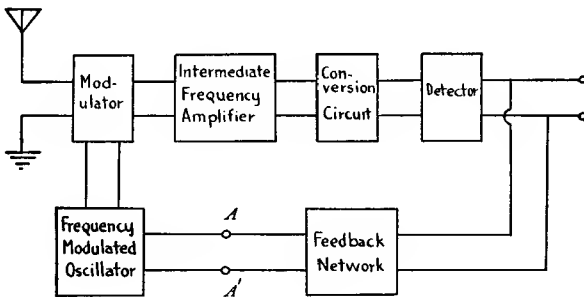 Mod-
ulator
Intermediate
Frequency
Amplifier
Con-
version
Circuit
Detector
Frequency
Modulated
Oscillator
A
A'
Feedback
Network